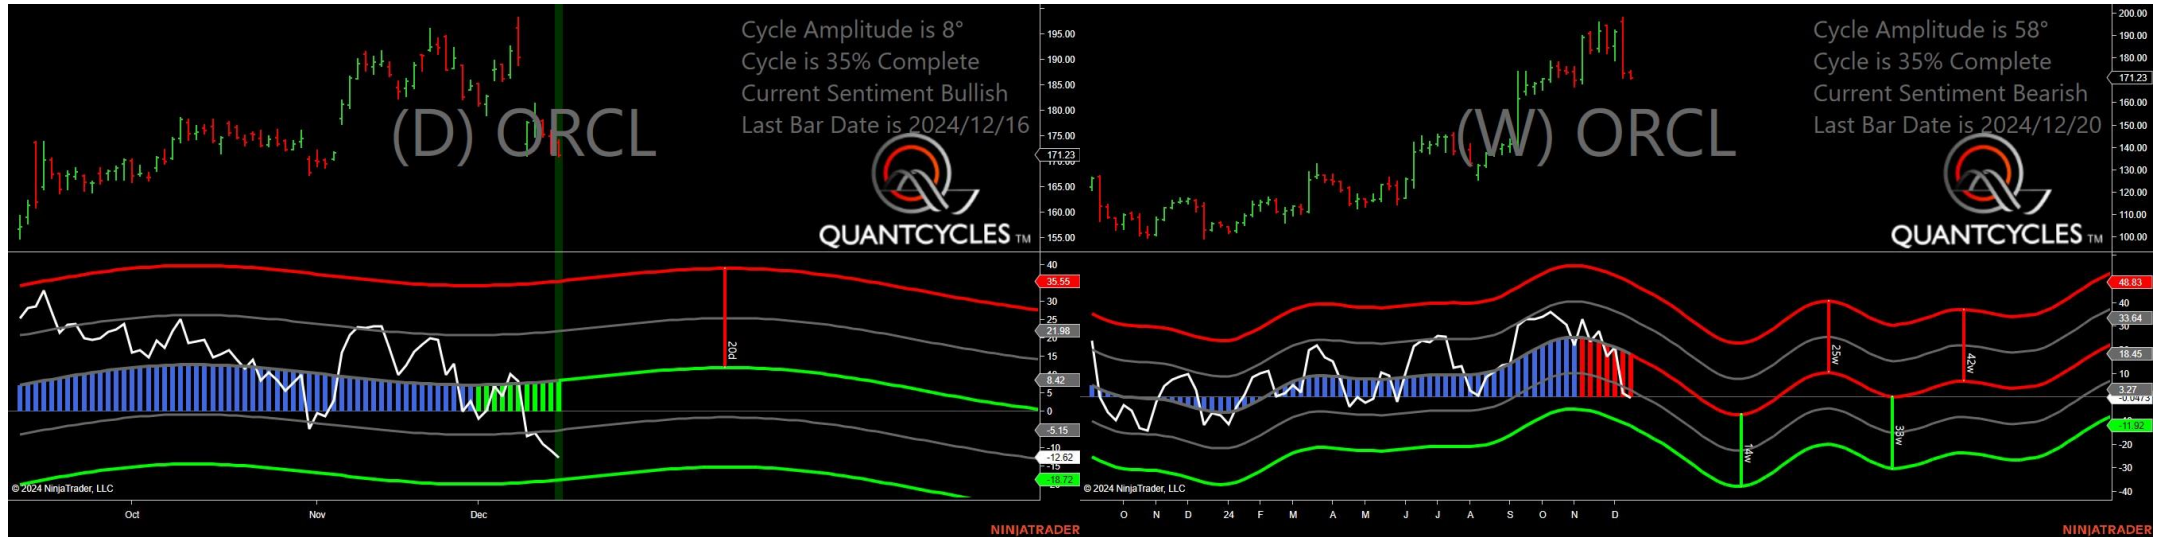 Cycle Amplitude is 8°
Cycle is 35% Complete
Current Sentiment Bullish
Last Bar Date is 2024/12/16
(D) ORCL
QUANTCYCLES TM
195.00
190.00
185.00
180.00
175.00
171.23
170.00
165.00
160.00
155.00
40
35.55
30
25
21.98
20
15
10
8.42
5
0
-5.15
-10
-12.62
-15
-18.72
20d
© 2024 NinjaTrader, LLC
Oct
Nov
Dec
NINJATRADER
Cycle Amplitude is 58°
Cycle is 35% Complete
Current Sentiment Bearish
Last Bar Date is 2024/12/20
(W) ORCL
QUANTCYCLES TM
200.00
190.00
180.00
171.23
160.00
150.00
140.00
130.00
120.00
110.00
100.00
48.83
40
33.64
30
18.45
10
3.27
-0.0473
-11.92
-20
-30
-40
14w
25w
38w
42w
© 2024 NinjaTrader, LLC
O
N
D
24
F
M
A
M
J
J
A
S
O
N
D
NINJATRADER